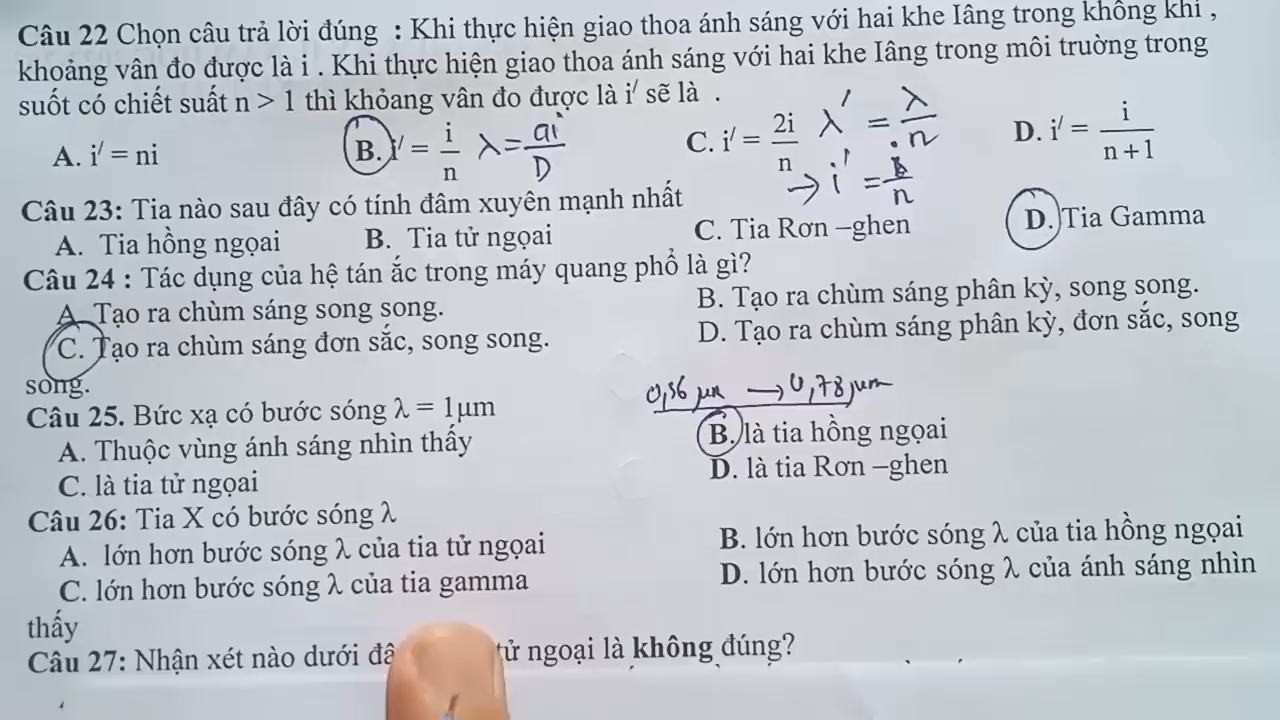 Câu 22 Chọn câu trả lời đúng : Khi thực hiện giao thoa ánh sáng với hai khe Iâng trong không khí ,
khoảng vân đo được là i . Khi thực hiện giao thoa ánh sáng với hai khe Iâng trong môi truờng trong
suốt có chiết suất n > 1 thì khỏang vân đo được là i/ sẽ là .
A. i/ = ni B. i/ = i/n λ = ai/D C. i/ = 2i/n λ' = λ/n D. i/ = i/(n + 1)
→ i' = i/n
Câu 23: Tia nào sau đây có tính đâm xuyên mạnh nhất
A. Tia hồng ngọai B. Tia tử ngọai C. Tia Rơn –ghen D. Tia Gamma
Câu 24 : Tác dụng của hệ tán ắc trong máy quang phổ là gì?
A. Tạo ra chùm sáng song song. B. Tạo ra chùm sáng phân kỳ, song song.
C. Tạo ra chùm sáng đơn sắc, song song. D. Tạo ra chùm sáng phân kỳ, đơn sắc, song
song.
0,36 μm → 0,78 μm
Câu 25. Bức xạ có bước sóng λ = 1μm
A. Thuộc vùng ánh sáng nhìn thấy B. là tia hồng ngọai
C. là tia tử ngọai D. là tia Rơn –ghen
Câu 26: Tia X có bước sóng λ
A. lớn hơn bước sóng λ của tia tử ngọai B. lớn hơn bước sóng λ của tia hồng ngọai
C. lớn hơn bước sóng λ của tia gamma D. lớn hơn bước sóng λ của ánh sáng nhìn
thấy
Câu 27: Nhận xét nào dưới tử ngoại là không đúng?